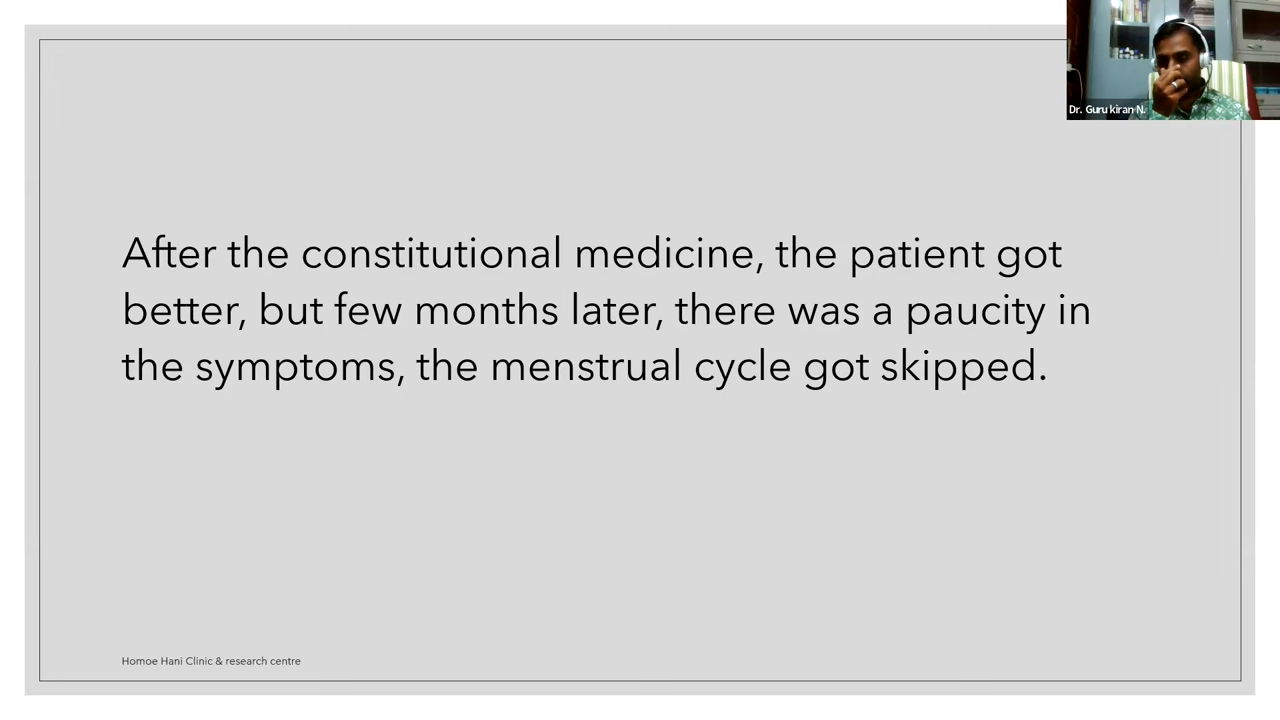 Dr. Guru kiran N.
After the constitutional medicine, the patient got
better, but few months later, there was a paucity in
the symptoms, the menstrual cycle got skipped.
Homoe Hani Clinic & research centre